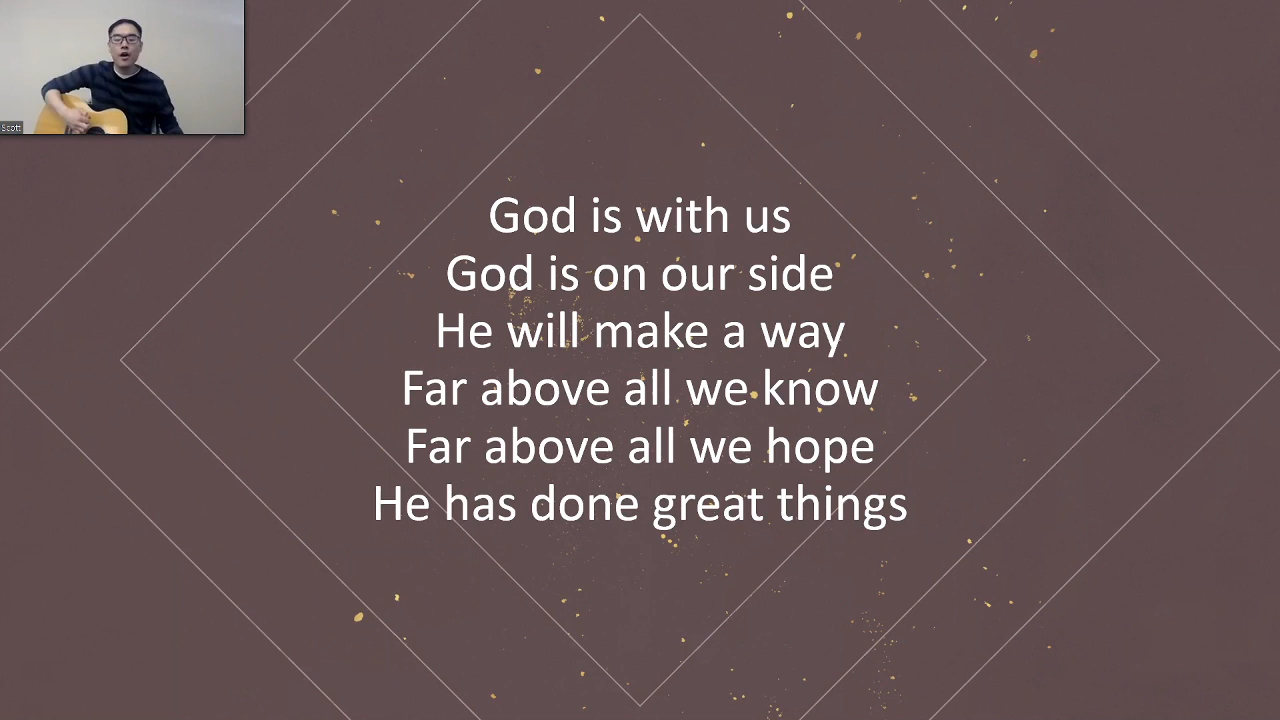 Scott
God is with us
God is on our side
He will make a way
Far above all we know
Far above all we hope
He has done great things